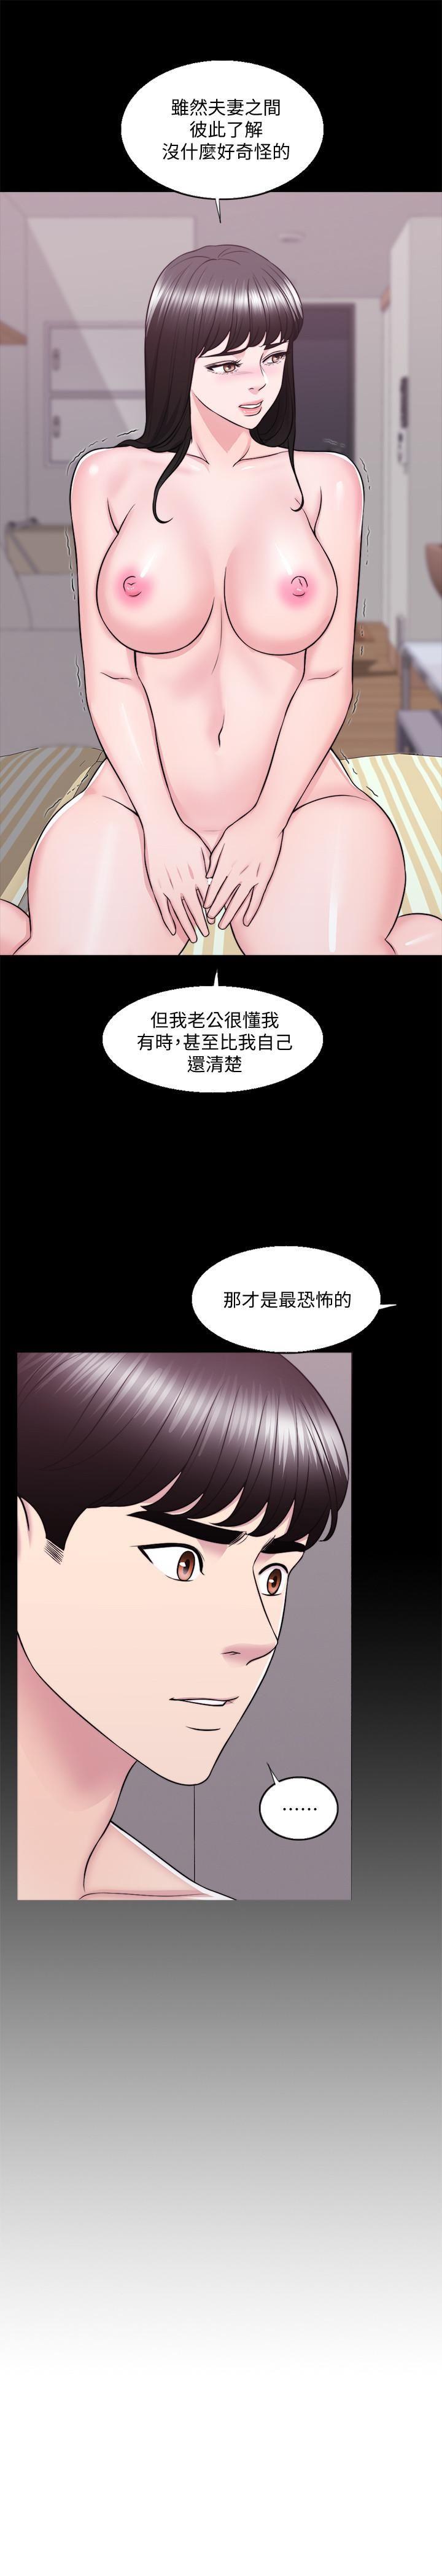 雖然夫妻之間
彼此了解
沒什麼好奇怪的
但我老公很懂我
有時，甚至比我自己
還清楚
那才是最恐怖的
⋯⋯